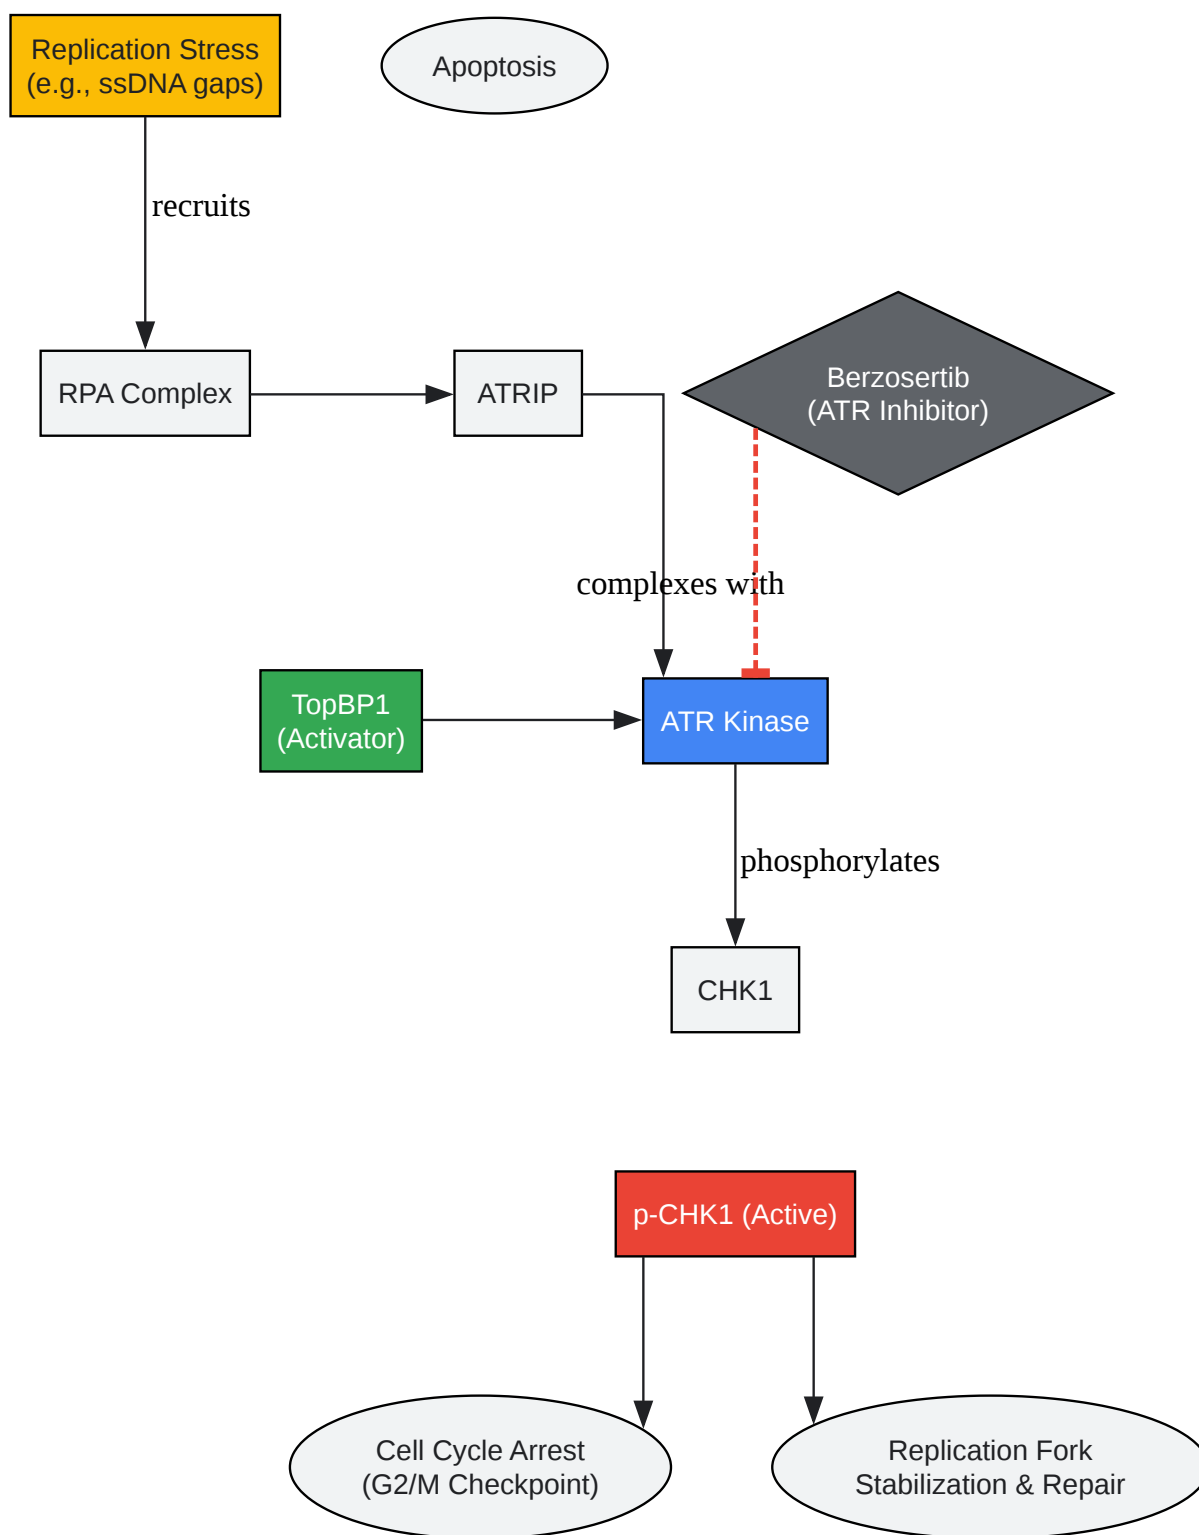 Replication Stress
(e.g., ssDNA gaps)
Apoptosis
recruits
RPA Complex
ATRIP
Berzosertib
(ATR Inhibitor)
complexes with
TopBP1
(Activator)
ATR Kinase
phosphorylates
CHK1
p-CHK1 (Active)
Cell Cycle Arrest
(G2/M Checkpoint)
Replication Fork
Stabilization & Repair